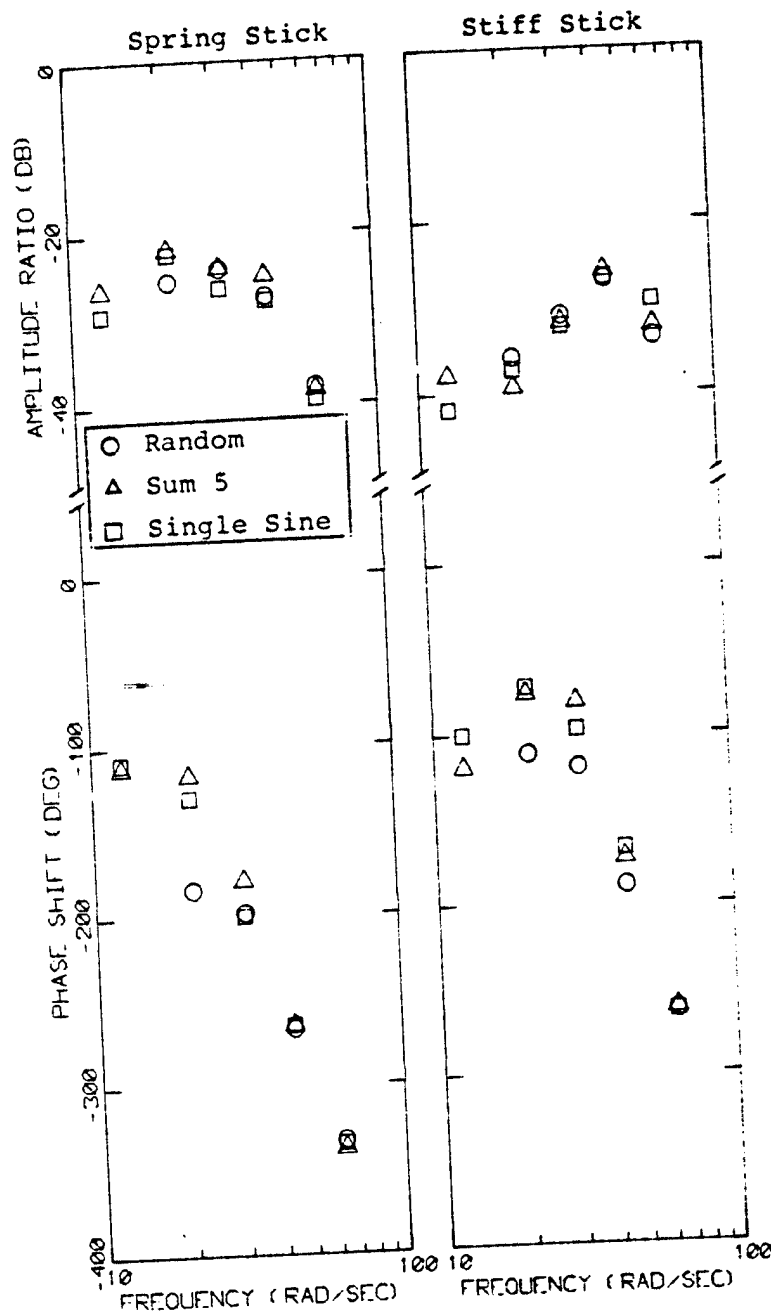 Spring Stick
Stiff Stick
AMPLITUDE RATIO (DB)
0
-20
-40
Random
Sum 5
Single Sine
PHASE SHIFT (DEG)
0
-100
-200
-300
-400
10
100
10
100
FREQUENCY (RAD/SEC)
FREQUENCY (RAD/SEC)